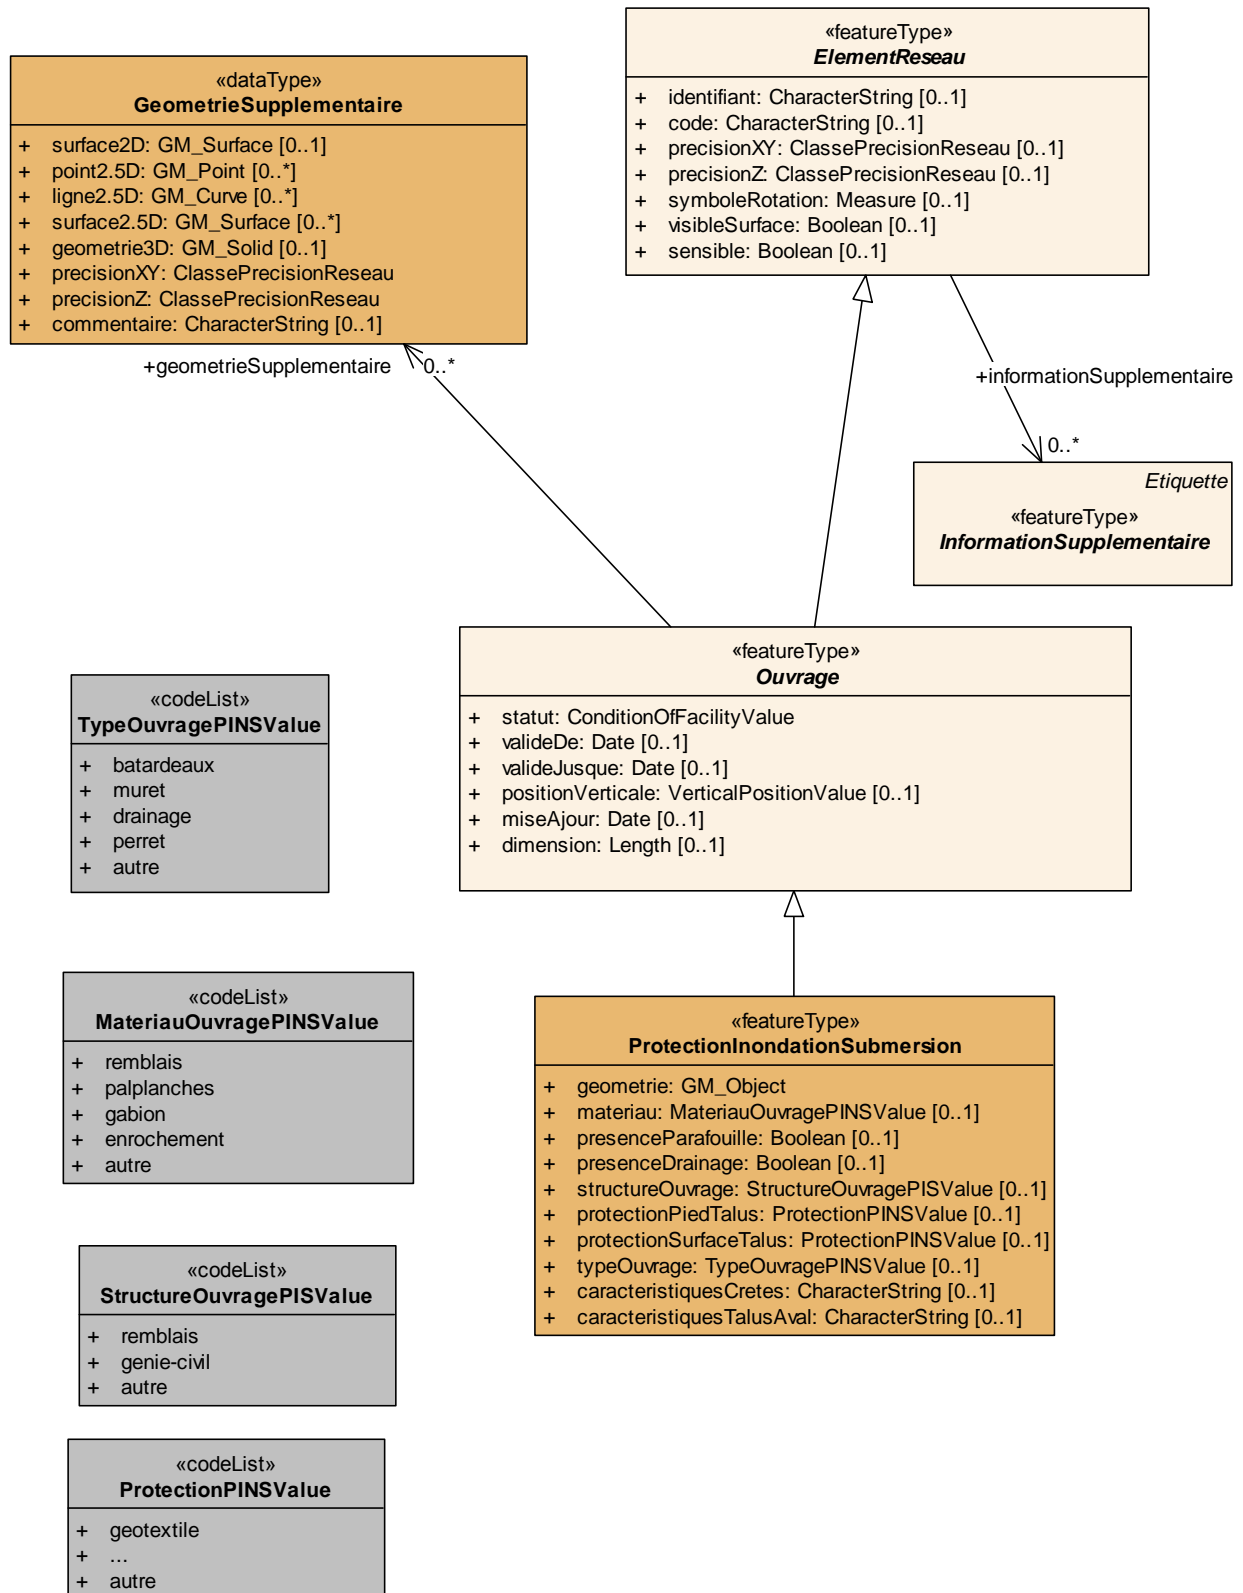 «dataType»
GeometrieSupplementaire
+ surface2D: GM_Surface [0..1]
+ point2.5D: GM_Point [0..*]
+ ligne2.5D: GM_Curve [0..*]
+ surface2.5D: GM_Surface [0..*]
+ geometrie3D: GM_Solid [0..1]
+ precisionXY: ClassePrecisionReseau
+ precisionZ: ClassePrecisionReseau
+ commentaire: CharacterString [0..1]
«featureType»
ElementReseau
+ identifiant: CharacterString [0..1]
+ code: CharacterString [0..1]
+ precisionXY: ClassePrecisionReseau [0..1]
+ precisionZ: ClassePrecisionReseau [0..1]
+ symboleRotation: Measure [0..1]
+ visibleSurface: Boolean [0..1]
+ sensible: Boolean [0..1]
+geometrieSupplementaire 0..*
+informationSupplementaire
0..*
Etiquette
«featureType»
InformationSupplementaire
«featureType»
Ouvrage
+ statut: ConditionOfFacilityValue
+ valideDe: Date [0..1]
+ valideJusque: Date [0..1]
+ positionVerticale: VerticalPositionValue [0..1]
+ miseAjour: Date [0..1]
+ dimension: Length [0..1]
«codeList»
TypeOuvragePINSValue
+ batardeaux
+ muret
+ drainage
+ perret
+ autre
«codeList»
MateriauOuvragePINSValue
+ remblais
+ palplanches
+ gabion
+ enrochement
+ autre
«featureType»
ProtectionInondationSubmersion
+ geometrie: GM_Object
+ materiau: MateriauOuvragePINSValue [0..1]
+ presenceParafouille: Boolean [0..1]
+ presenceDrainage: Boolean [0..1]
+ structureOuvrage: StructureOuvragePISValue [0..1]
+ protectionPiedTalus: ProtectionPINSValue [0..1]
+ protectionSurfaceTalus: ProtectionPINSValue [0..1]
+ typeOuvrage: TypeOuvragePINSValue [0..1]
+ caracteristiquesCretes: CharacterString [0..1]
+ caracteristiquesTalusAval: CharacterString [0..1]
«codeList»
StructureOuvragePISValue
+ remblais
+ genie-civil
+ autre
«codeList»
ProtectionPINSValue
+ geotextile
+ ...
+ autre